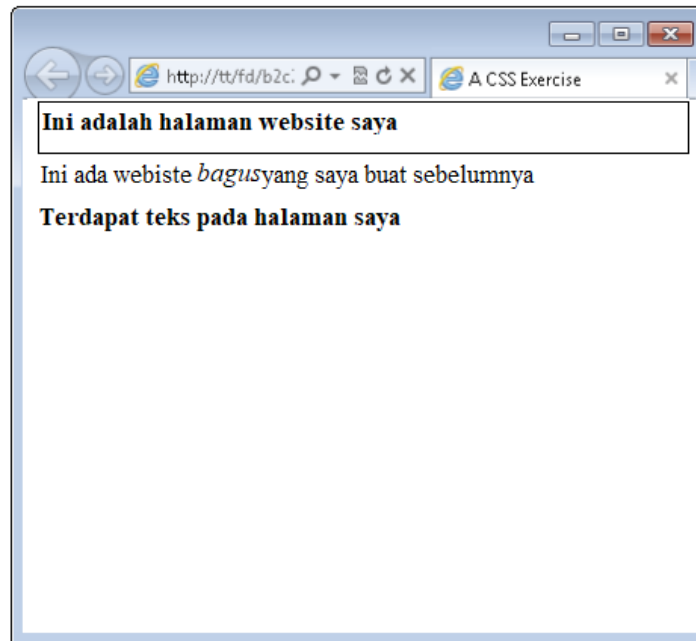 http://tt/fd/b2c
A CSS Exercise
Ini adalah halaman website saya
Ini ada webiste bagusyang saya buat sebelumnya
Terdapat teks pada halaman saya